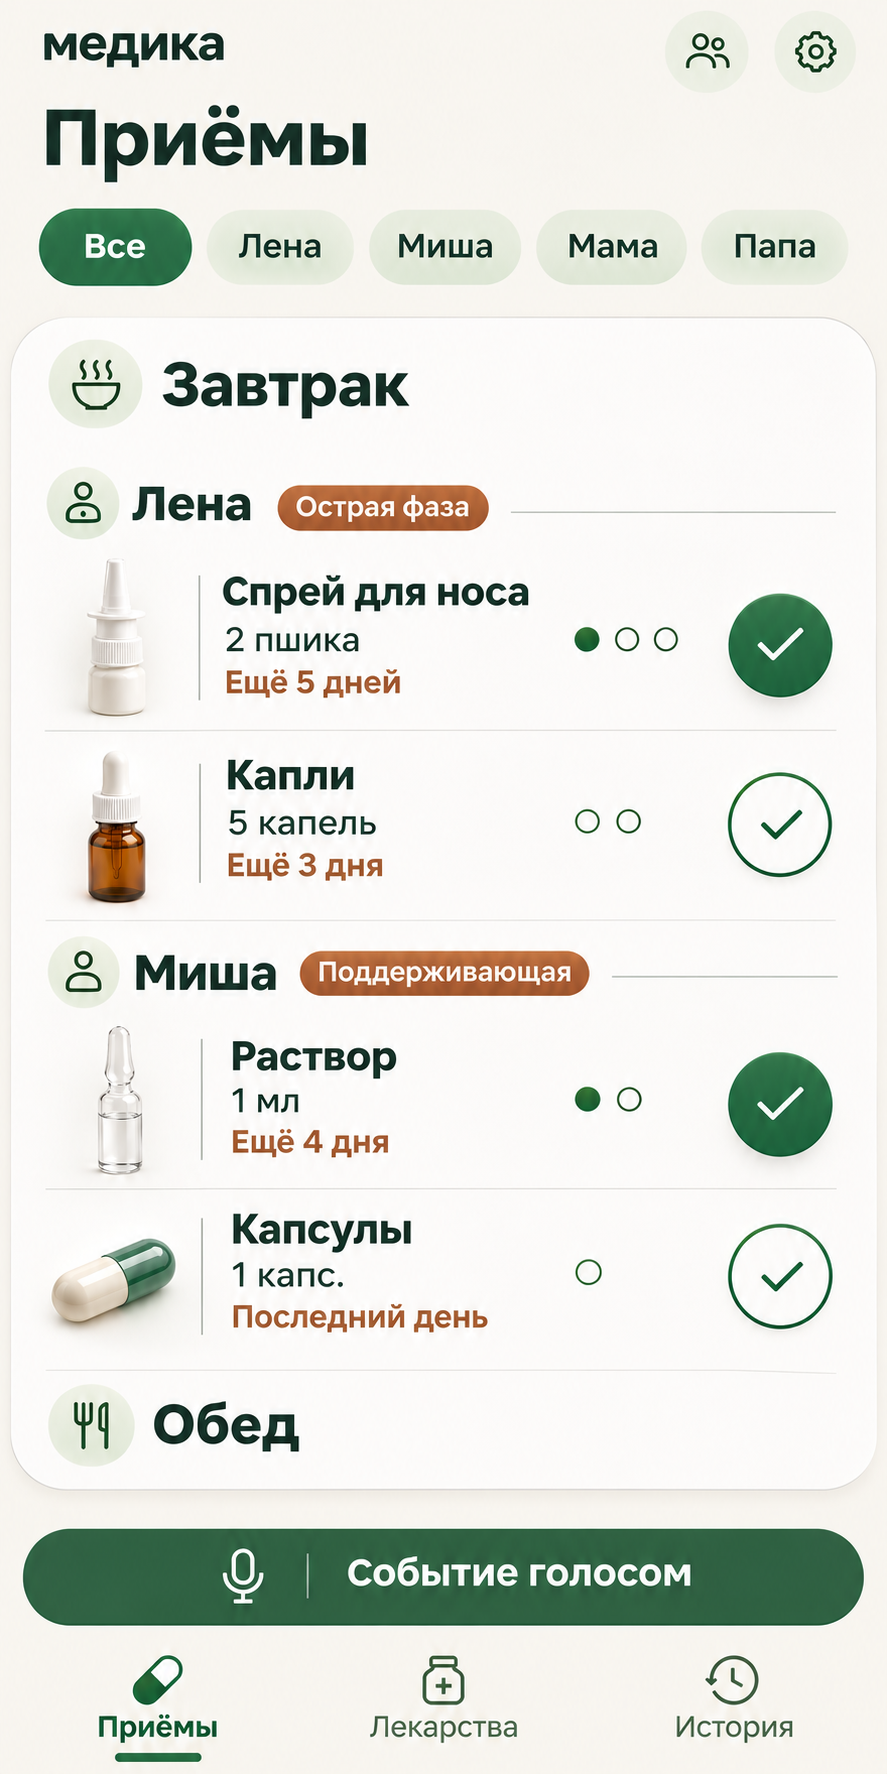 медика
Приёмы
Все
Лена
Миша
Мама
Папа
Завтрак
Лена
Острая фаза
Спрей для носа
2 пшика
Ещё 5 дней
Капли
5 капель
Ещё 3 дня
Миша
Поддерживающая
Раствор
1 мл
Ещё 4 дня
Капсулы
1 капс.
Последний день
Обед
Событие голосом
Приёмы
Лекарства
История